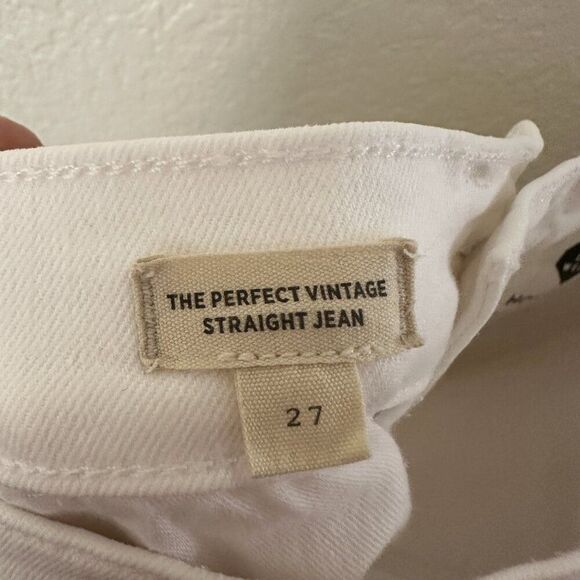 THE PERFECT VINTAGE
STRAIGHT JEAN
27